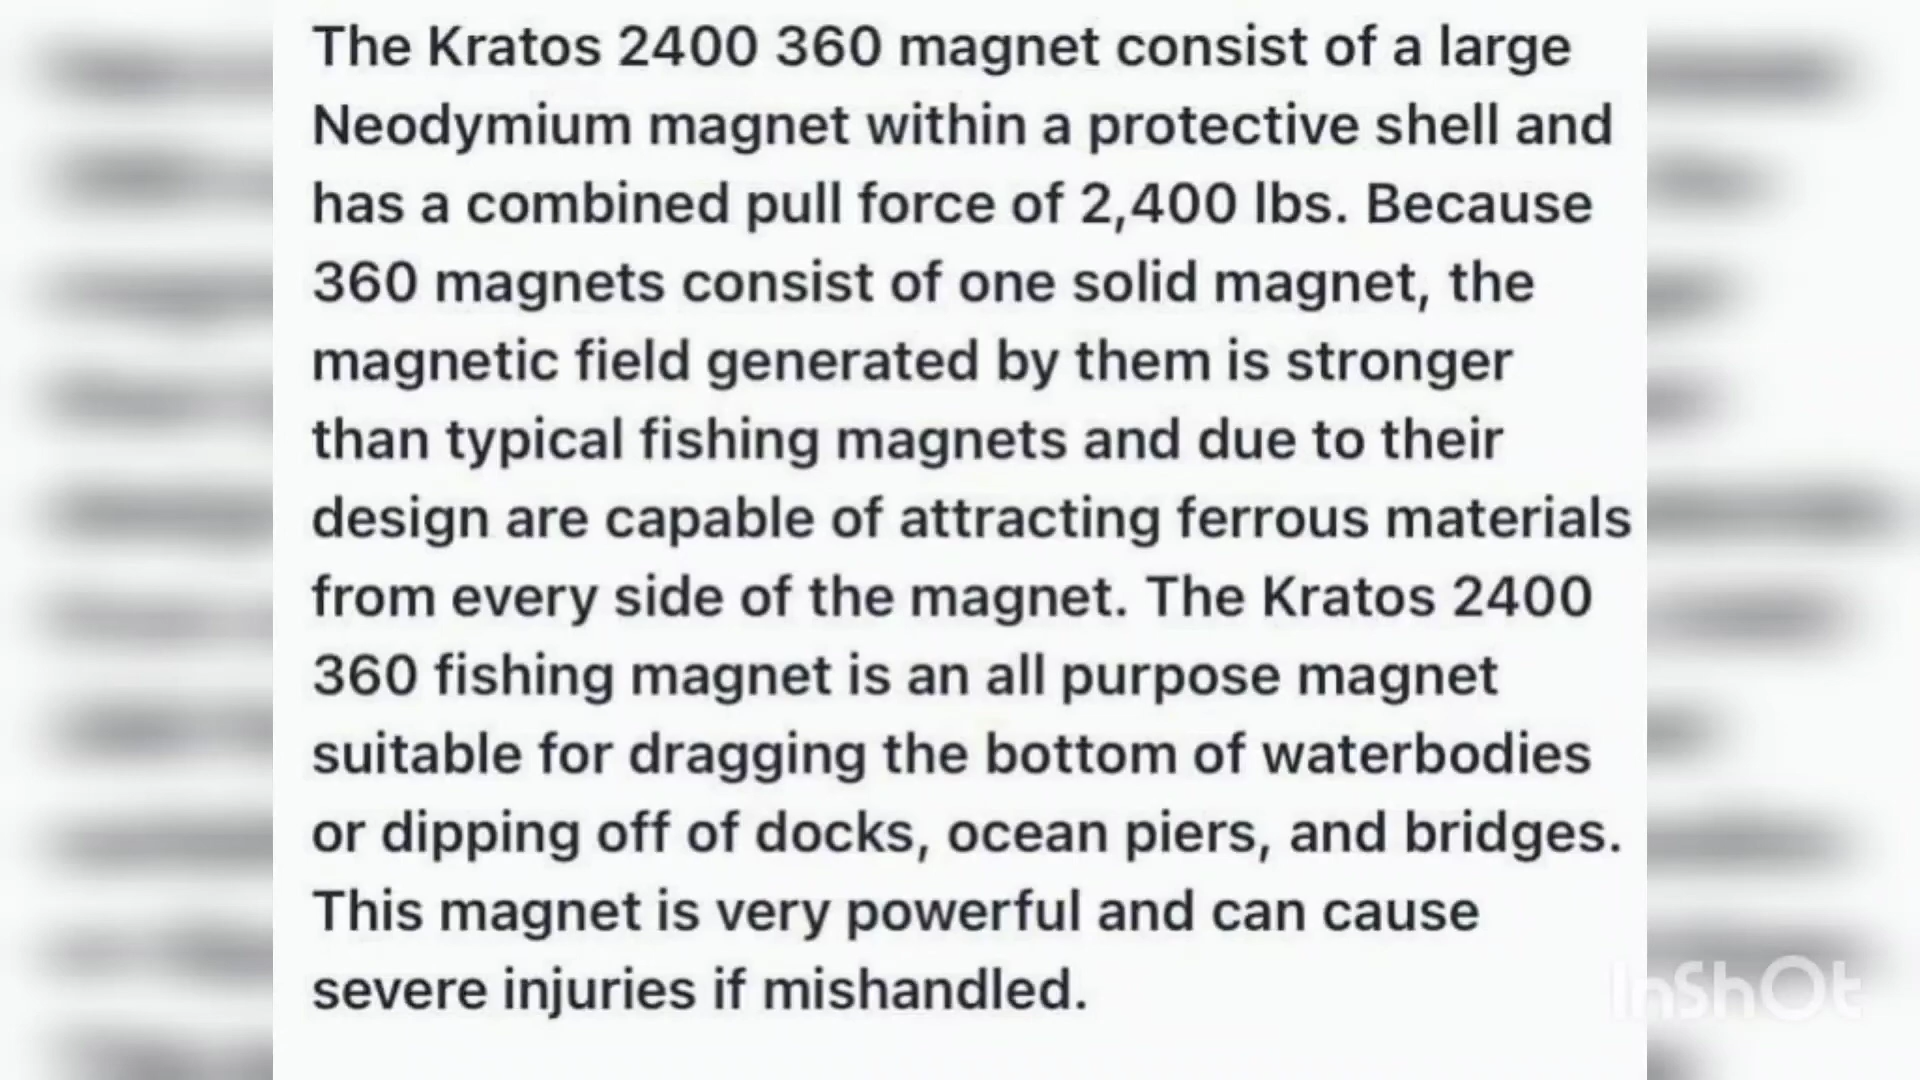 The Kratos 2400 360 magnet consist of a large
Neodymium magnet within a protective shell and
has a combined pull force of 2,400 lbs. Because
360 magnets consist of one solid magnet, the
magnetic field generated by them is stronger
than typical fishing magnets and due to their
design are capable of attracting ferrous materials
from every side of the magnet. The Kratos 2400
360 fishing magnet is an all purpose magnet
suitable for dragging the bottom of waterbodies
or dipping off of docks, ocean piers, and bridges.
This magnet is very powerful and can cause
severe injuries if mishandled.
InShOt